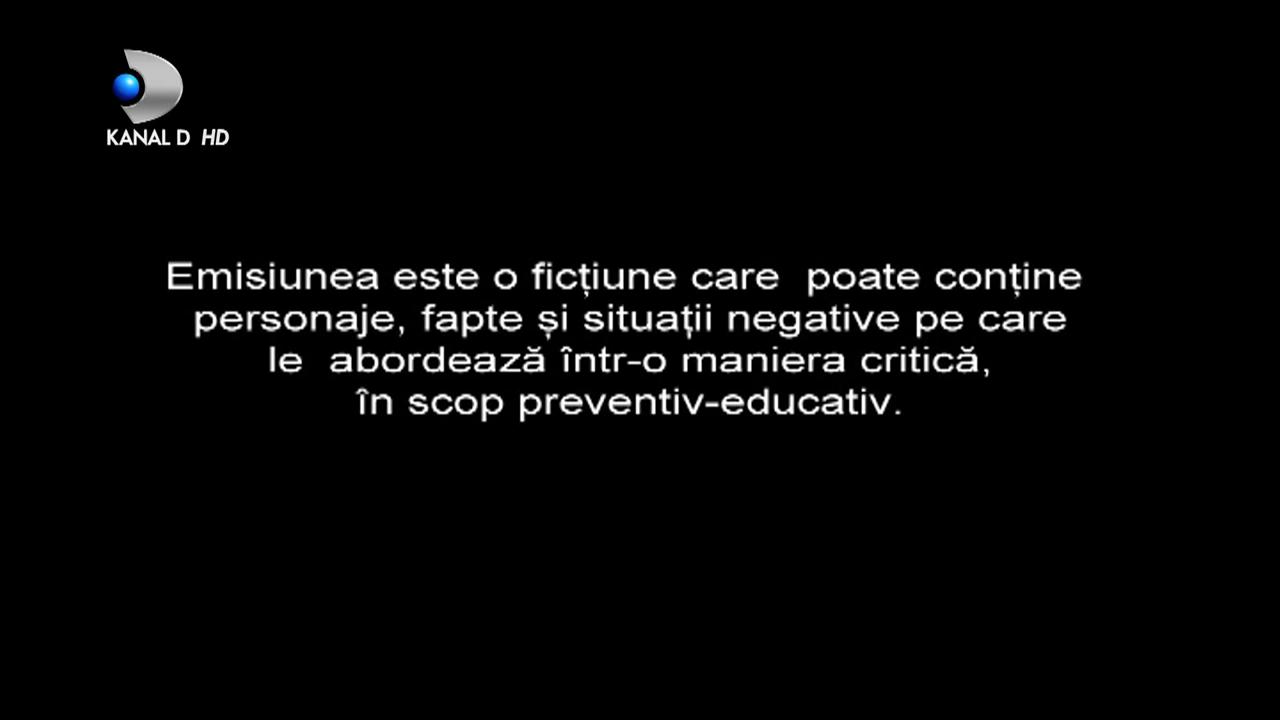 KANAL D HD
Emisiunea este o ficțiune care  poate conține
personaje, fapte și situații negative pe care
le  abordează într-o maniera critică,
în scop preventiv-educativ.